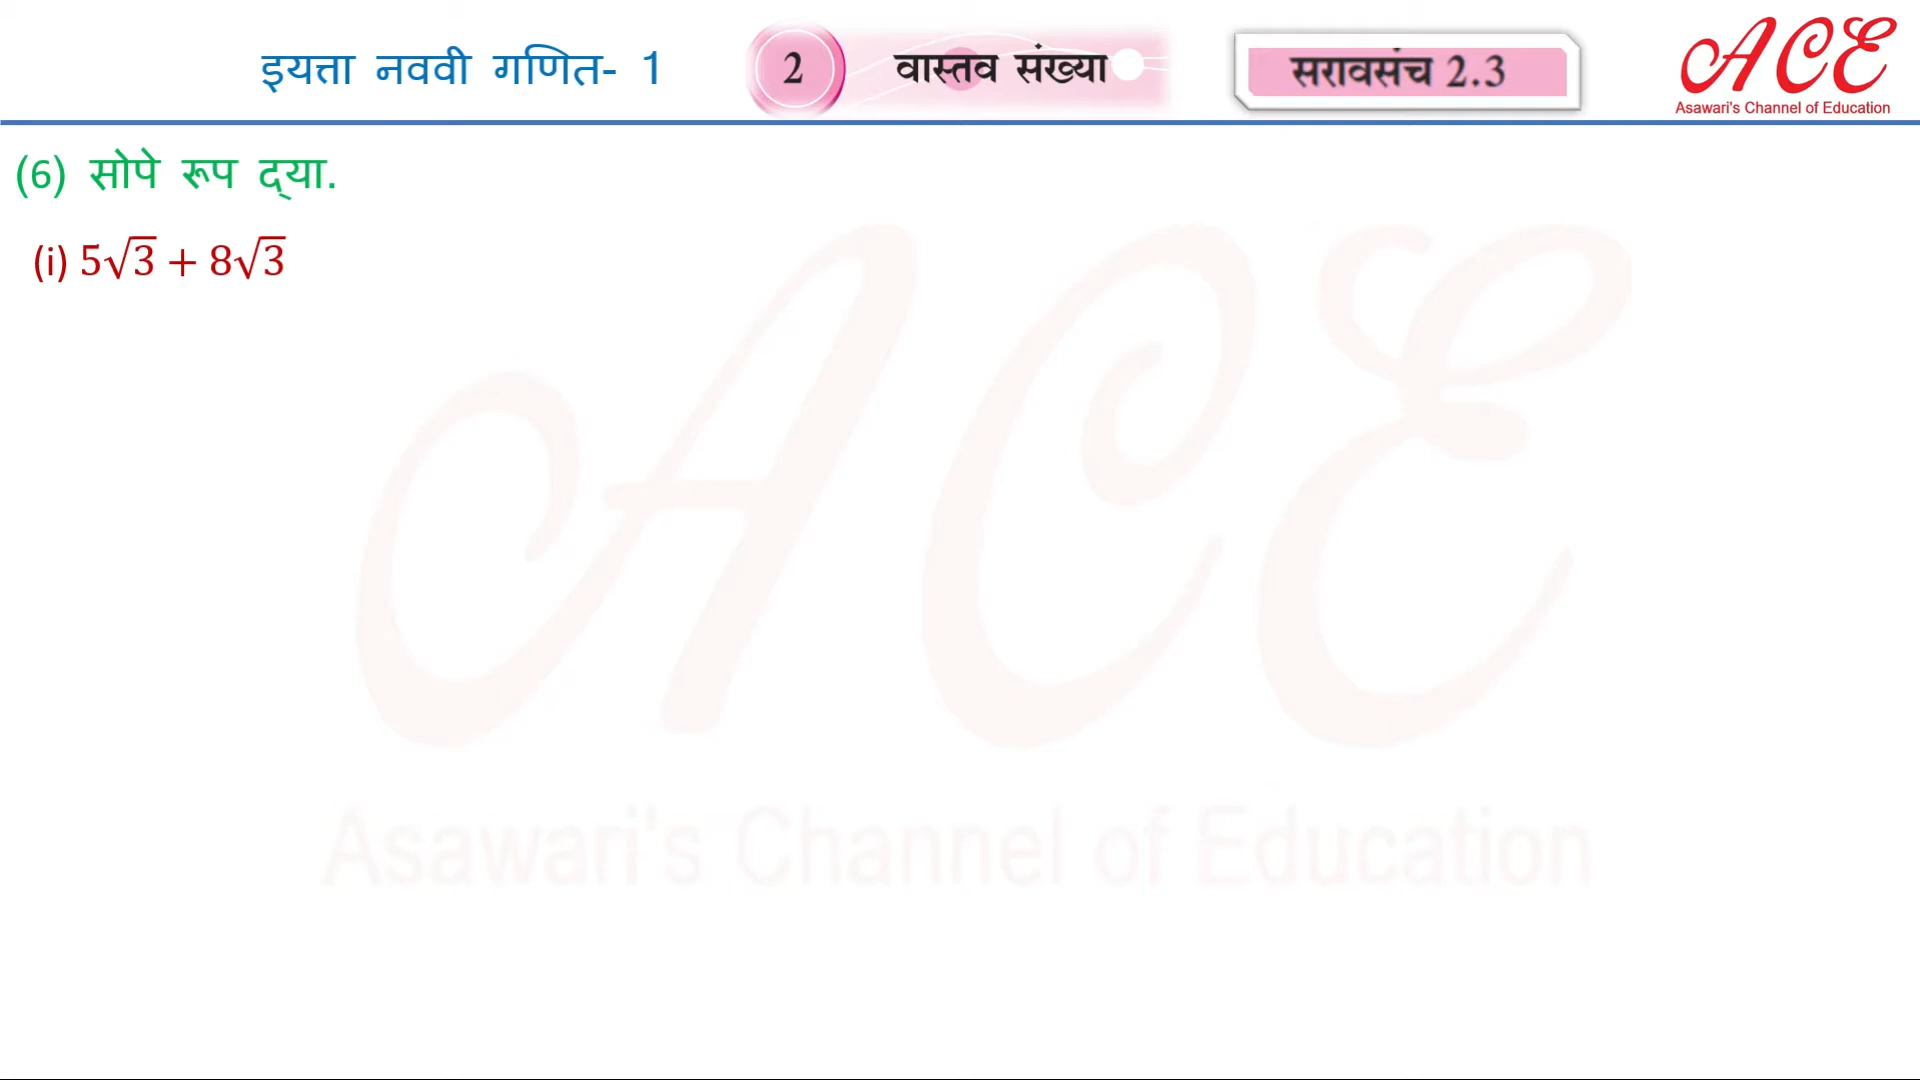 इयत्ता नववी गणित- 1
2 वास्तव संख्या
सरावसंच 2.3
ACE
Asawari's Channel of Education
(6) सोपे रूप द्या.
(i) 5√3 + 8√3
ACE
Asawari's Channel of Education